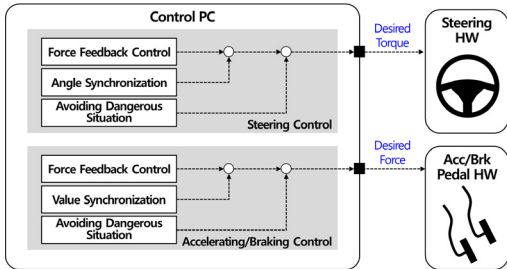 Control PC
Force Feedback Control
Angle Synchronization
Avoiding Dangerous
Situation
Steering Control
Desired
Torque
Steering
HW
Force Feedback Control
Value Synchronization
Avoiding Dangerous
Situation
Accelerating/Braking Control
Desired
Force
Acc/Brk
Pedal HW